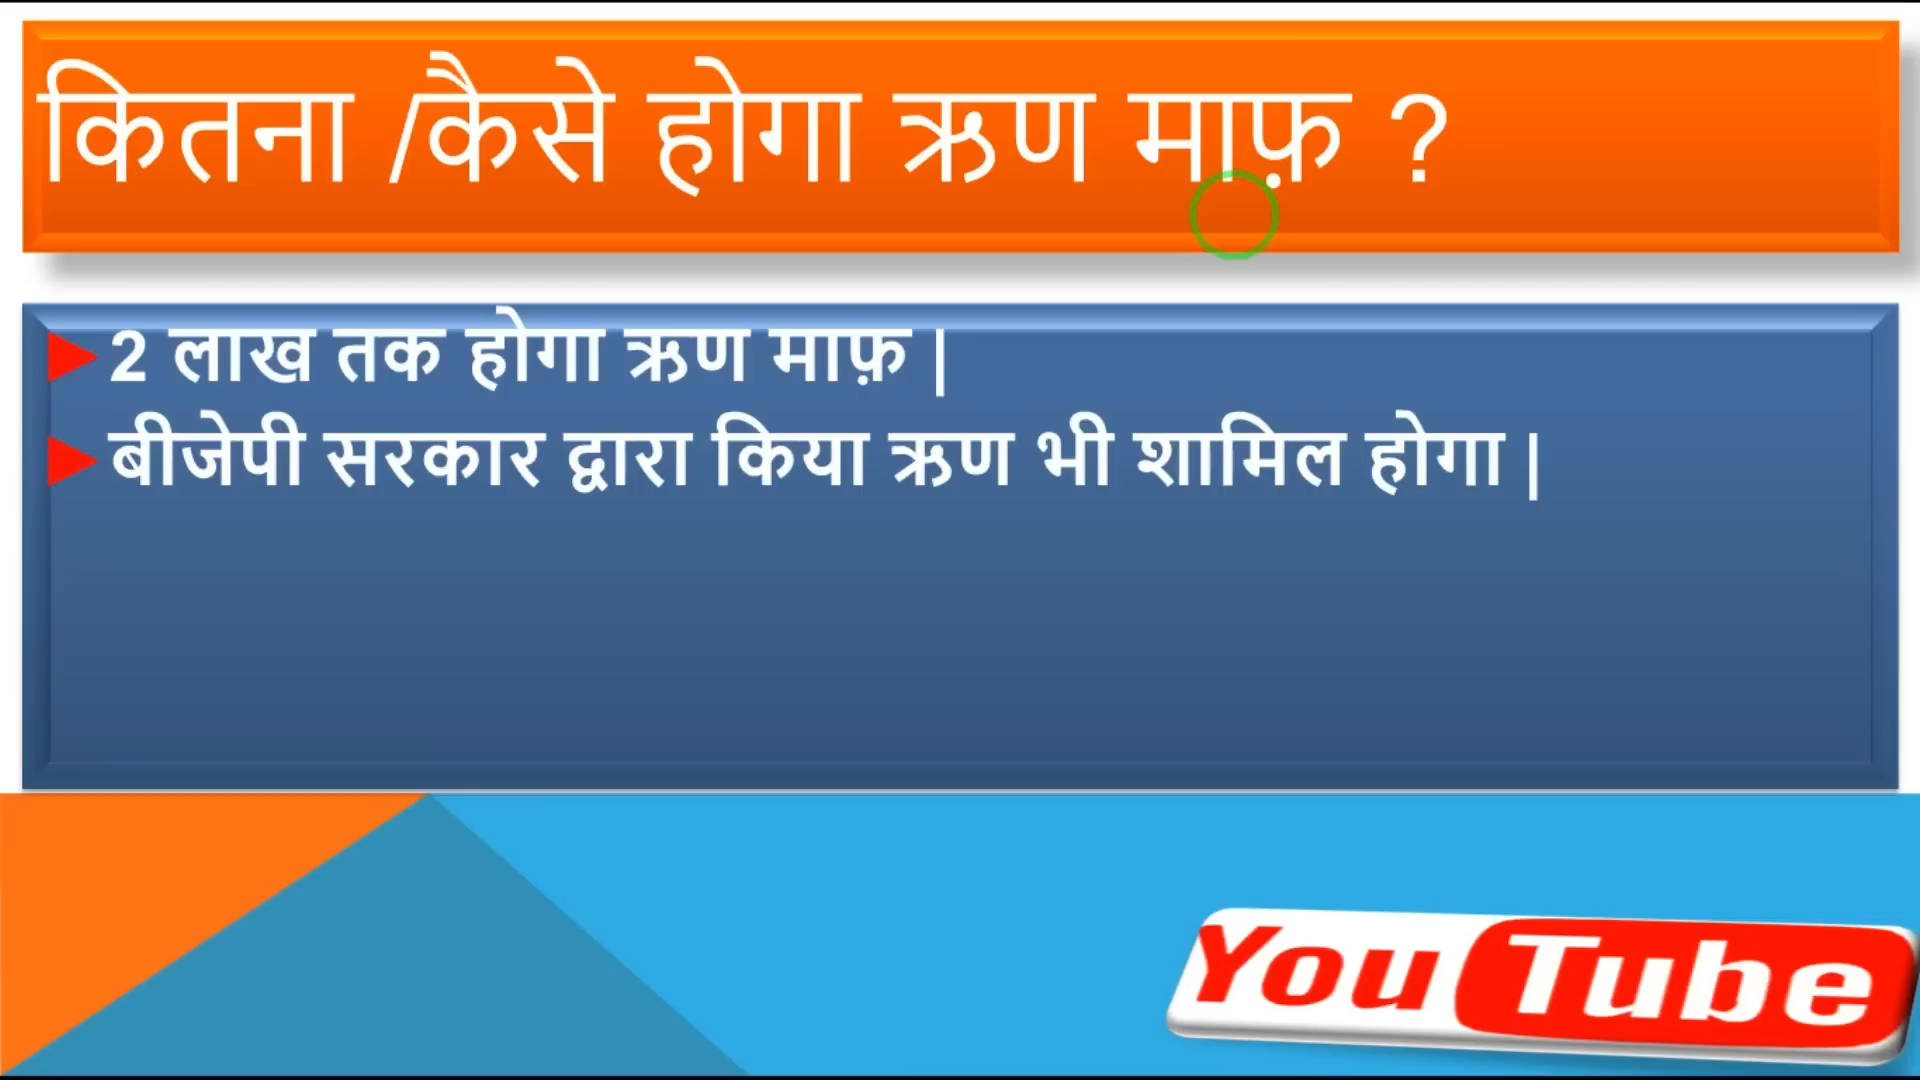 कितना /कैसे होगा ऋण माफ़ ?
2 लाख तक होगा ऋण माफ़ |
बीजेपी सरकार द्वारा किया ऋण भी शामिल होगा |
YouTube